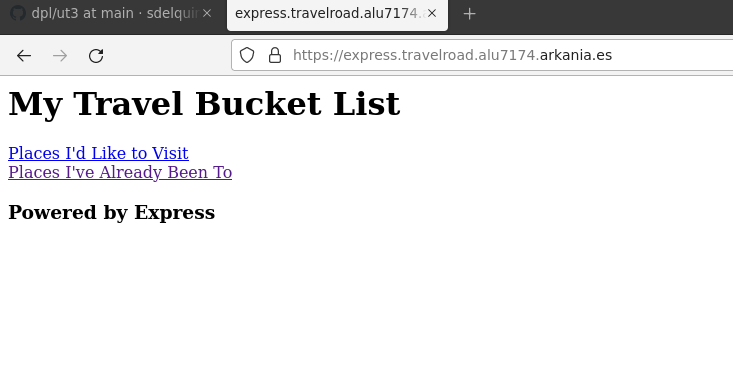 dpl/ut3 at main · sdelquin
express.travelroad.alu7174.
https://express.travelroad.alu7174.arkania.es
My Travel Bucket List
Places I'd Like to Visit
Places I've Already Been To
Powered by Express